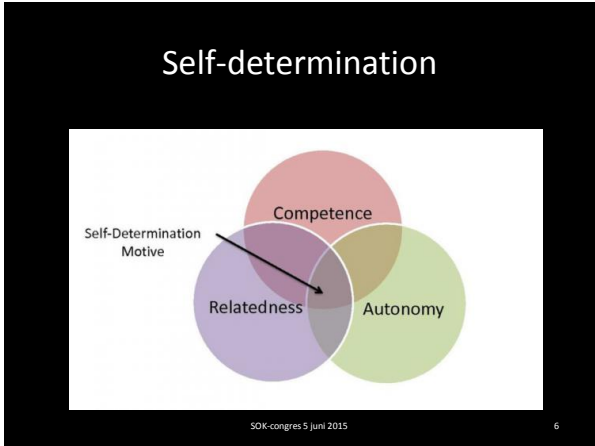 Self-determination
Competence
Self-Determination
Motive
Relatedness
Autonomy
SOK-congres 5 juni 2015
6